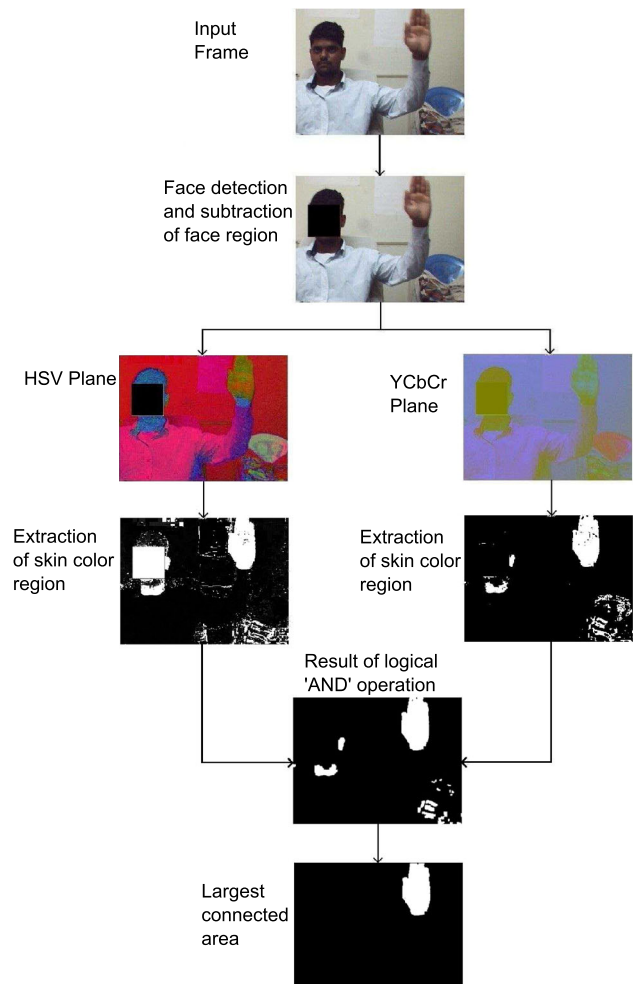 Input
Frame
Face detection
and subtraction
of face region
HSV Plane
YCbCr
Plane
Extraction
of skin color
region
Extraction
of skin color
region
Result of logical
'AND' operation
Largest
connected
area